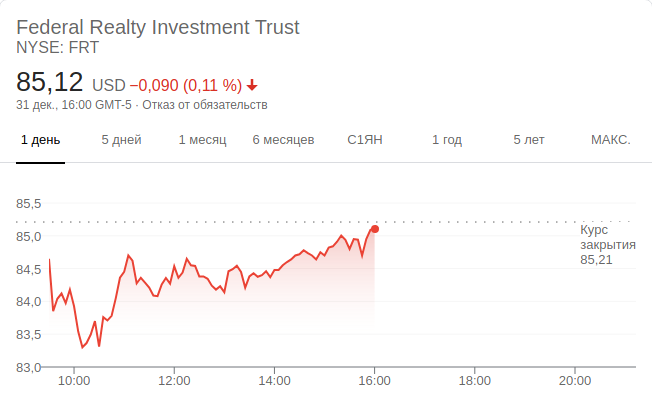 Federal Realty Investment Trust
NYSE: FRT
85,12 USD −0,090 (0,11 %)
31 дек., 16:00 GMT-5 · Отказ от обязательств
1 день 5 дней 1 месяц 6 месяцев С1ЯН 1 год 5 лет МАКС.
85,5
85,0
84,5
84,0
83,5
83,0
Курс
закрытия
85,21
10:00 12:00 14:00 16:00 18:00 20:00